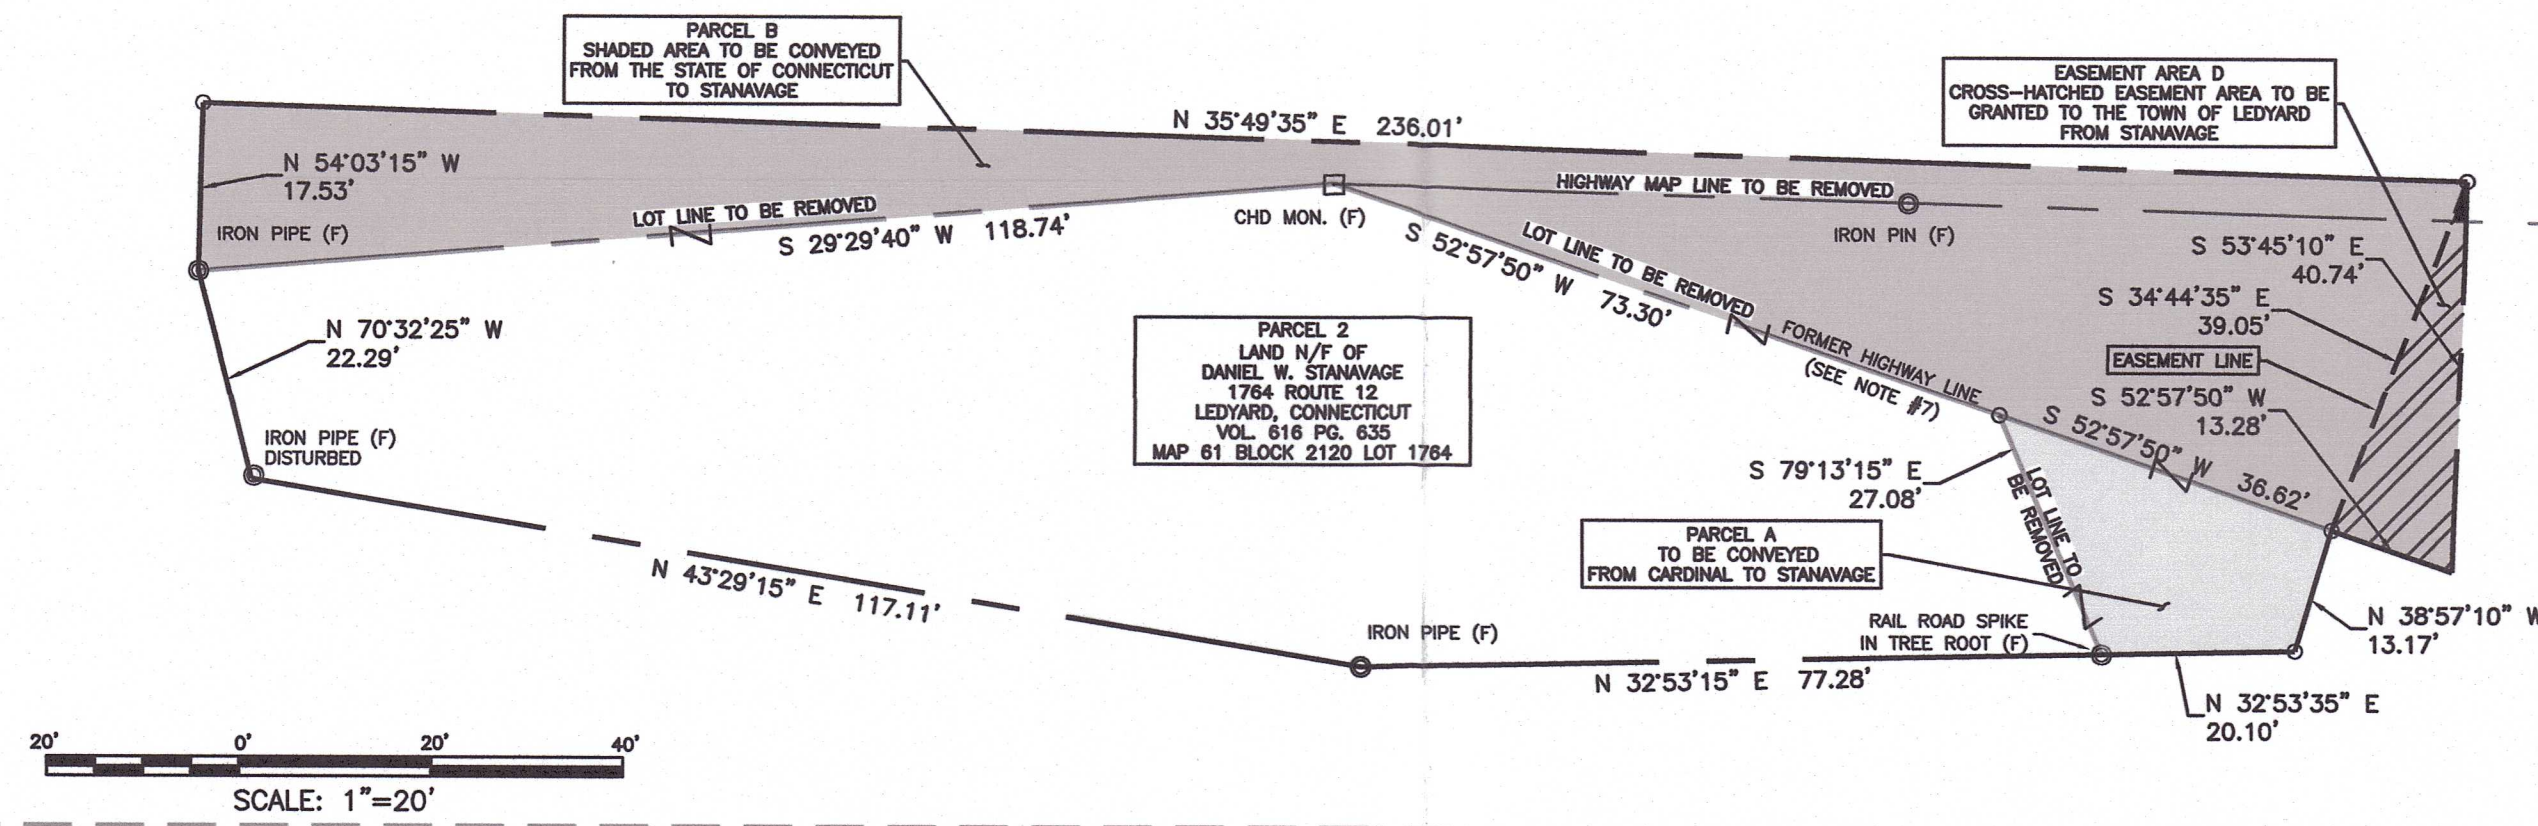 PARCEL B
SHADED AREA TO BE CONVEYED
FROM THE STATE OF CONNECTICUT
TO STANAVAGE
EASEMENT AREA D
CROSS-HATCHED EASEMENT AREA TO BE
GRANTED TO THE TOWN OF LEDYARD
FROM STANAVAGE
N 35°49'35" E 236.01'
N 54°03'15" W
17.53'
IRON PIPE (F)
LOT LINE TO BE REMOVED
S 29°29'40" W 118.74'
CHD MON. (F)
HIGHWAY MAP LINE TO BE REMOVED
IRON PIN (F)
LOT LINE TO BE REMOVED
S 52°57'50" W 73.30'
FORMER HIGHWAY LINE
(SEE NOTE #7)
S 53°45'10" E
40.74'
S 34°44'35" E
39.05'
EASEMENT LINE
S 52°57'50" W
13.28'
S 52°57'50" W 36.62'
N 70°32'25" W
22.29'
IRON PIPE (F)
DISTURBED
PARCEL 2
LAND N/F OF
DANIEL W. STANAVAGE
1764 ROUTE 12
LEDYARD, CONNECTICUT
VOL. 616 PG. 635
MAP 61 BLOCK 2120 LOT 1764
S 79°13'15" E
27.08'
LOT LINE TO
BE REMOVED
PARCEL A
TO BE CONVEYED
FROM CARDINAL TO STANAVAGE
N 43°29'15" E 117.11'
IRON PIPE (F)
RAIL ROAD SPIKE
IN TREE ROOT (F)
N 38°57'10" W
13.17'
N 32°53'15" E 77.28'
N 32°53'35" E
20.10'
20' 0' 20' 40'
SCALE: 1"=20'